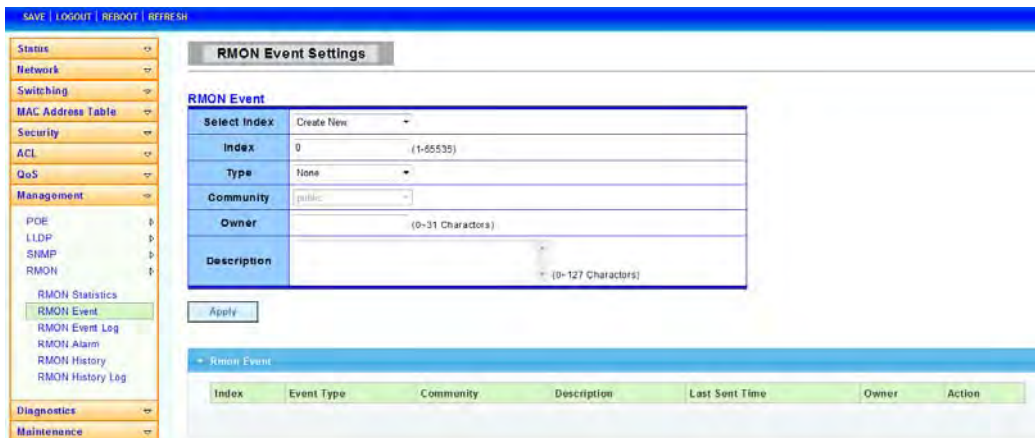 SAVE | LOGOUT | REBOOT | REFRESH
Status
Network
Switching
MAC Address Table
Security
ACL
QoS
Management
POE
LLDP
SNMP
RMON
RMON Statistics
RMON Event
RMON Event Log
RMON Alarm
RMON History
RMON History Log
Diagnostics
Maintenance
RMON Event Settings
RMON Event
Select Index Create New
Index 0 (1-65535)
Type None
Community public
Owner (0~31 Charactors)
Description (0~127 Charactors)
Apply
Rmon Event
Index Event Type Community Description Last Sent Time Owner Action